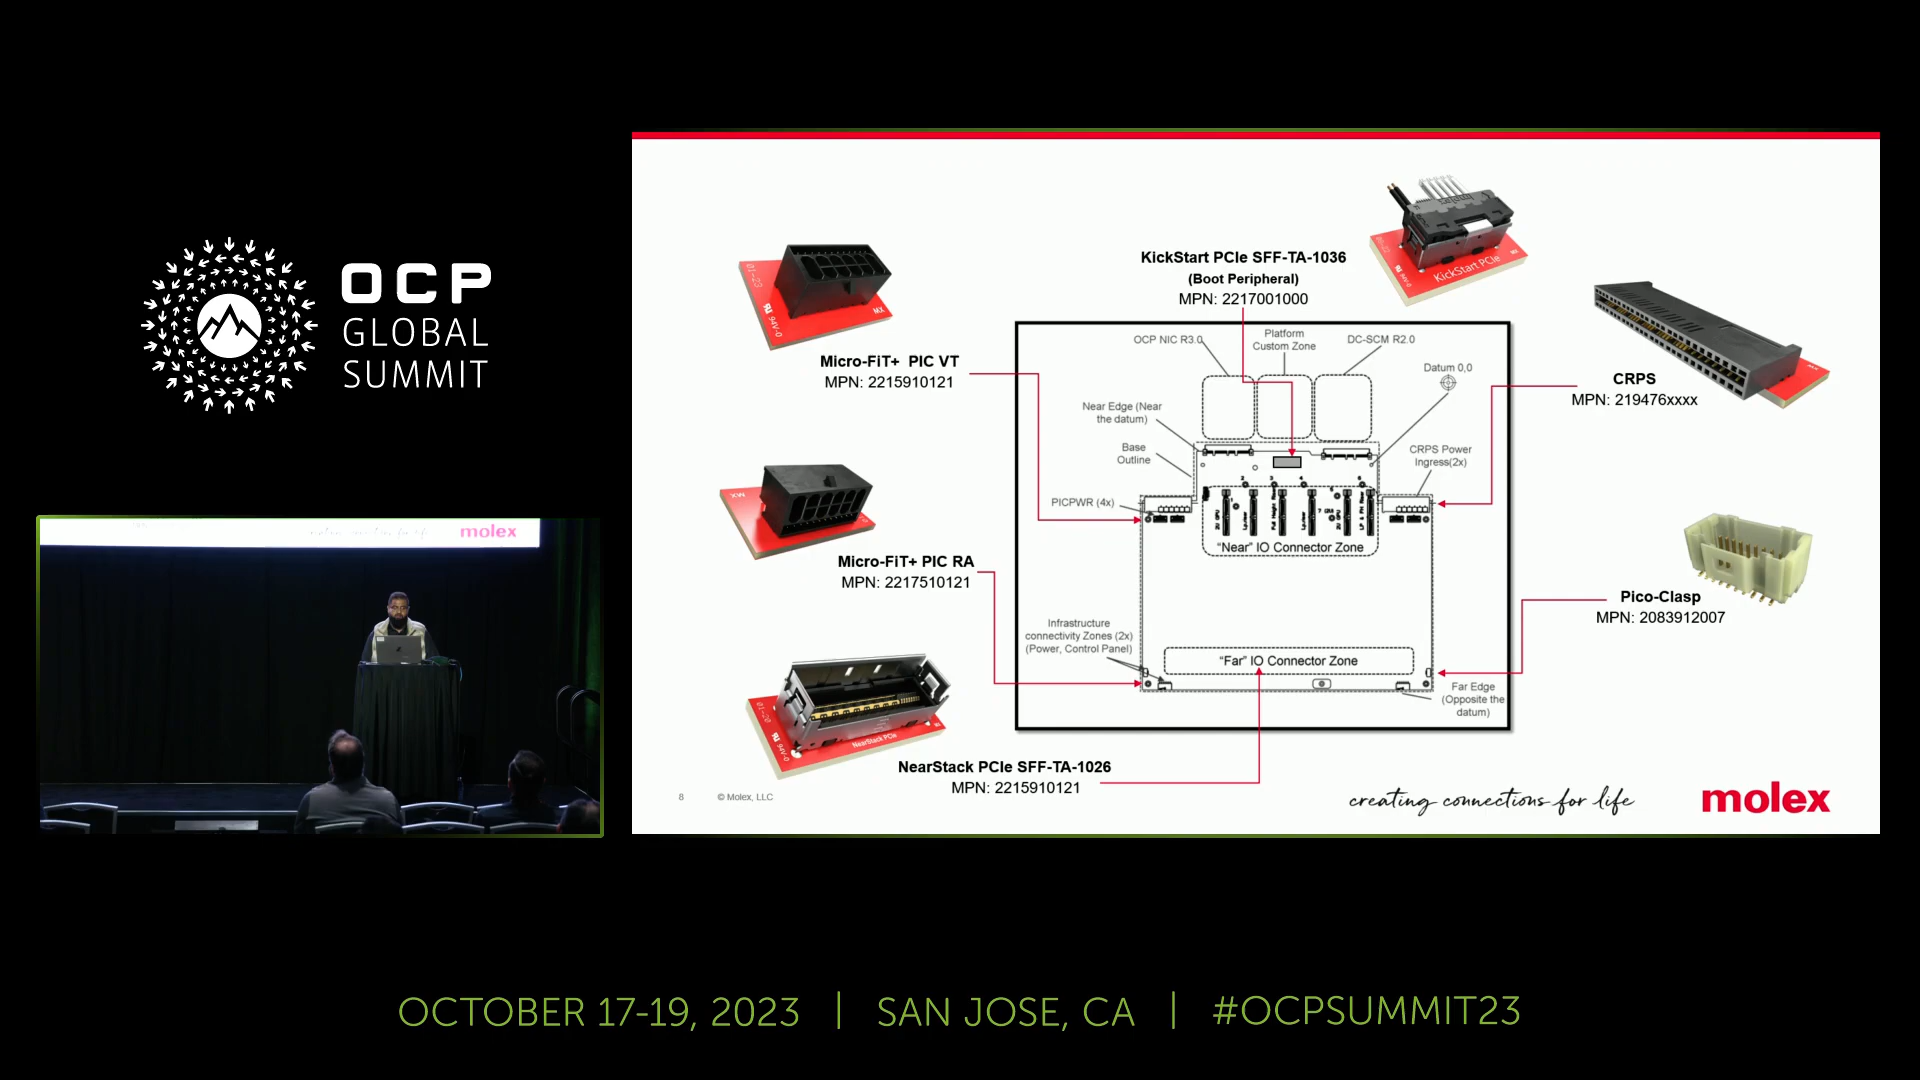 OCP
GLOBAL
SUMMIT
molex
KickStart PCIe SFF-TA-1036
(Boot Peripheral)
MPN: 2217001000
KickStart PCIe
Micro-FiT+ PIC VT
MPN: 2215910121
CRPS
MPN: 219476xxxx
OCP NIC R3.0
Platform
Custom Zone
DC-SCM R2.0
Datum 0,0
Near Edge (Near
the datum)
Base
Outline
CRPS Power
Ingress(2x)
PICPWR (4x)
"Near" IO Connector Zone
Micro-FiT+ PIC RA
MPN: 2217510121
Pico-Clasp
MPN: 2083912007
Infrastructure
connectivity Zones (2x)
(Power, Control Panel)
"Far" IO Connector Zone
Far Edge
(Opposite the
datum)
NearStack PCIe
NearStack PCIe SFF-TA-1026
MPN: 2215910121
8
© Molex, LLC
creating connections for life
molex
OCTOBER 17-19, 2023 | SAN JOSE, CA | #OCPSUMMIT23